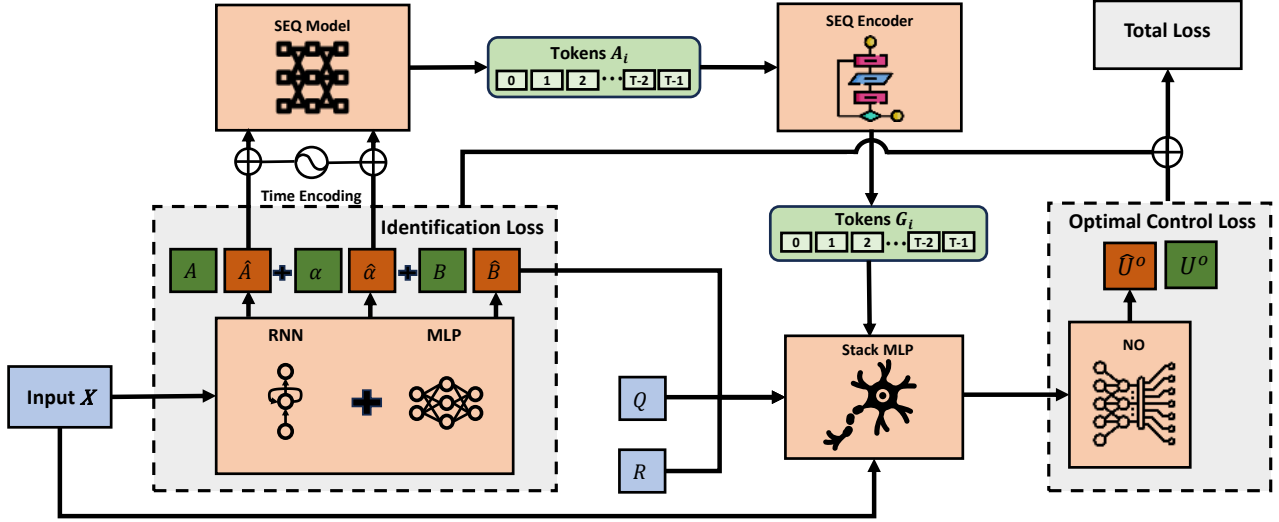 SEQ Model
SEQ Encoder
Total Loss
Tokens A_i
0 1 2 ... T-2 T-1
Time Encoding
Identification Loss
Tokens G_i
0 1 2 ... T-2 T-1
Optimal Control Loss
A Â + α α̂ + B B̂
Û^o U^o
RNN MLP
+
Stack MLP
NO
Input X
Q
R